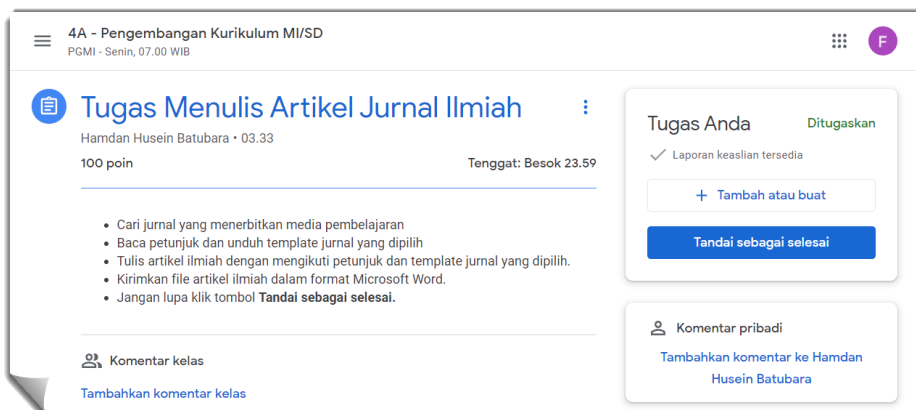 4A - Pengembangan Kurikulum MI/SD
PGMI - Senin, 07.00 WIB
F
Tugas Menulis Artikel Jurnal Ilmiah
Hamdan Husein Batubara • 03.33
100 poin
Tenggat: Besok 23.59
• Cari jurnal yang menerbitkan media pembelajaran
• Baca petunjuk dan unduh template jurnal yang dipilih
• Tulis artikel ilmiah dengan mengikuti petunjuk dan template jurnal yang dipilih.
• Kirimkan file artikel ilmiah dalam format Microsoft Word.
• Jangan lupa klik tombol Tandai sebagai selesai.
Komentar kelas
Tambahkan komentar kelas
Tugas Anda
Ditugaskan
Laporan keaslian tersedia
+ Tambah atau buat
Tandai sebagai selesai
Komentar pribadi
Tambahkan komentar ke Hamdan
Husein Batubara